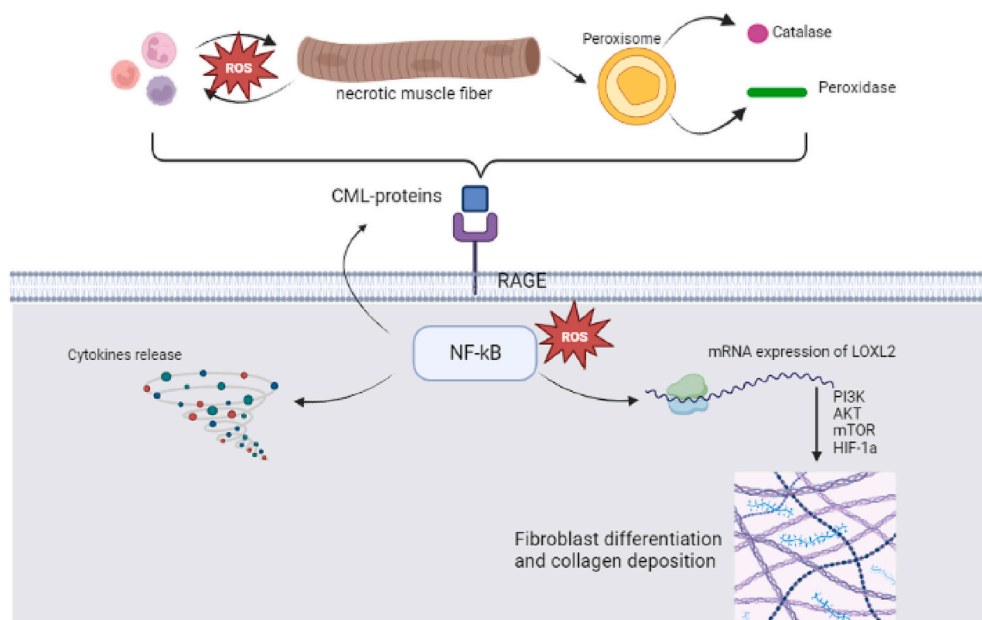 Peroxisome
Catalase
ROS
Peroxidase
necrotic muscle fiber
CML-proteins
RAGE
NF-kB
ROS
Cytokines release
mRNA expression of LOXL2
PI3K
AKT
mTOR
HIF-1a
Fibroblast differentiation
and collagen deposition